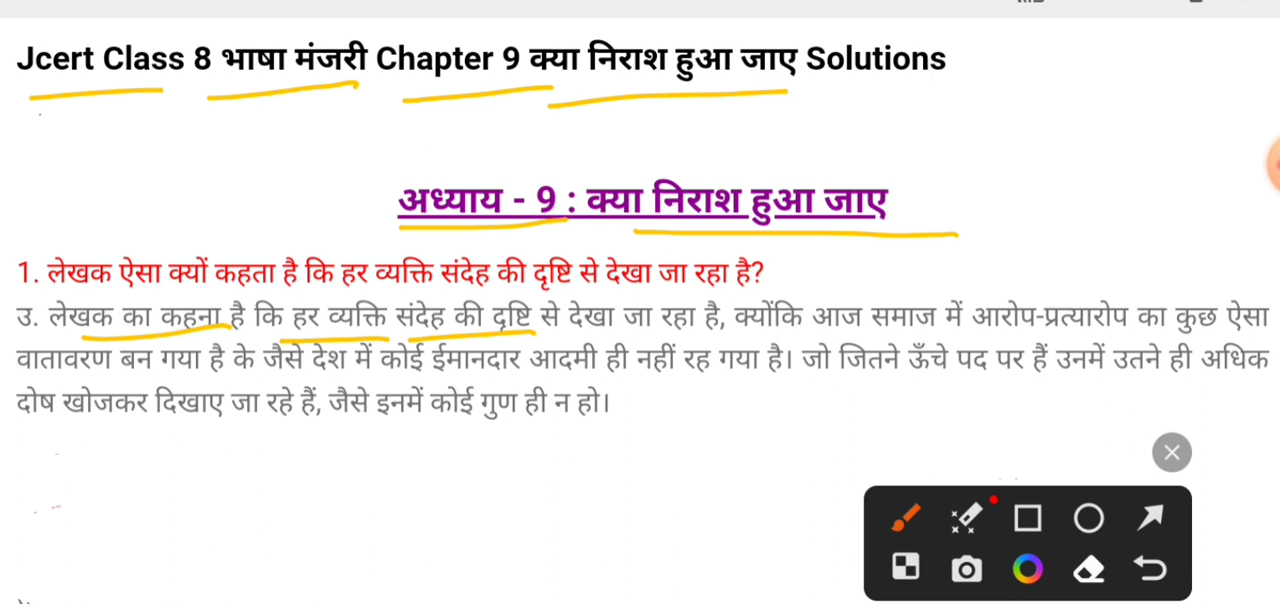 Jcert Class 8 भाषा मंजरी Chapter 9 क्या निराश हुआ जाए Solutions
अध्याय - 9 : क्या निराश हुआ जाए
1. लेखक ऐसा क्यों कहता है कि हर व्यक्ति संदेह की दृष्टि से देखा जा रहा है?
उ. लेखक का कहना है कि हर व्यक्ति संदेह की दृष्टि से देखा जा रहा है, क्योंकि आज समाज में आरोप-प्रत्यारोप का कुछ ऐसा
वातावरण बन गया है के जैसे देश में कोई ईमानदार आदमी ही नहीं रह गया है। जो जितने ऊँचे पद पर हैं उनमें उतने ही अधिक
दोष खोजकर दिखाए जा रहे हैं, जैसे इनमें कोई गुण ही न हो।